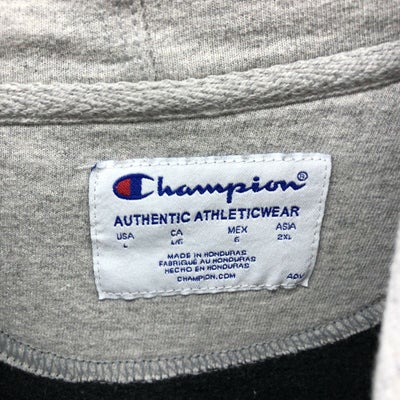 Champion®
AUTHENTIC ATHLETICWEAR
USA CA MEX ASIA
L L/G G 2XL
MADE IN HONDURAS
FABRIQUÉ AU HONDURAS
HECHO EN HONDURAS
CHAMPION.COM ADV